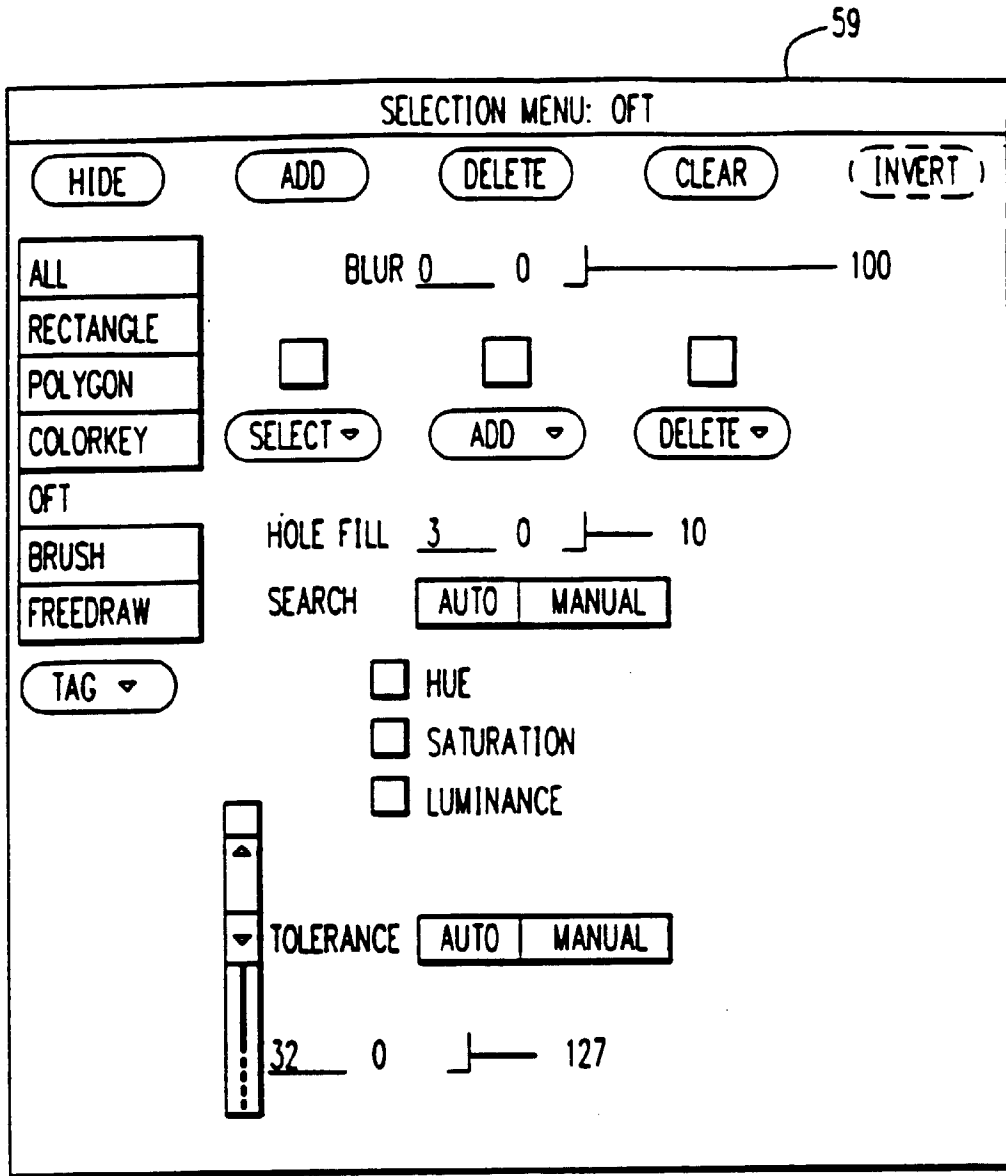 59
SELECTION MENU: OFT
HIDE ADD DELETE CLEAR INVERT
ALL
RECTANGLE
POLYGON
COLORKEY
OFT
BRUSH
FREEDRAW
TAG
BLUR 0 0 100
SELECT ADD DELETE
HOLE FILL 3 0 10
SEARCH AUTO MANUAL
HUE
SATURATION
LUMINANCE
TOLERANCE AUTO MANUAL
32 0 127